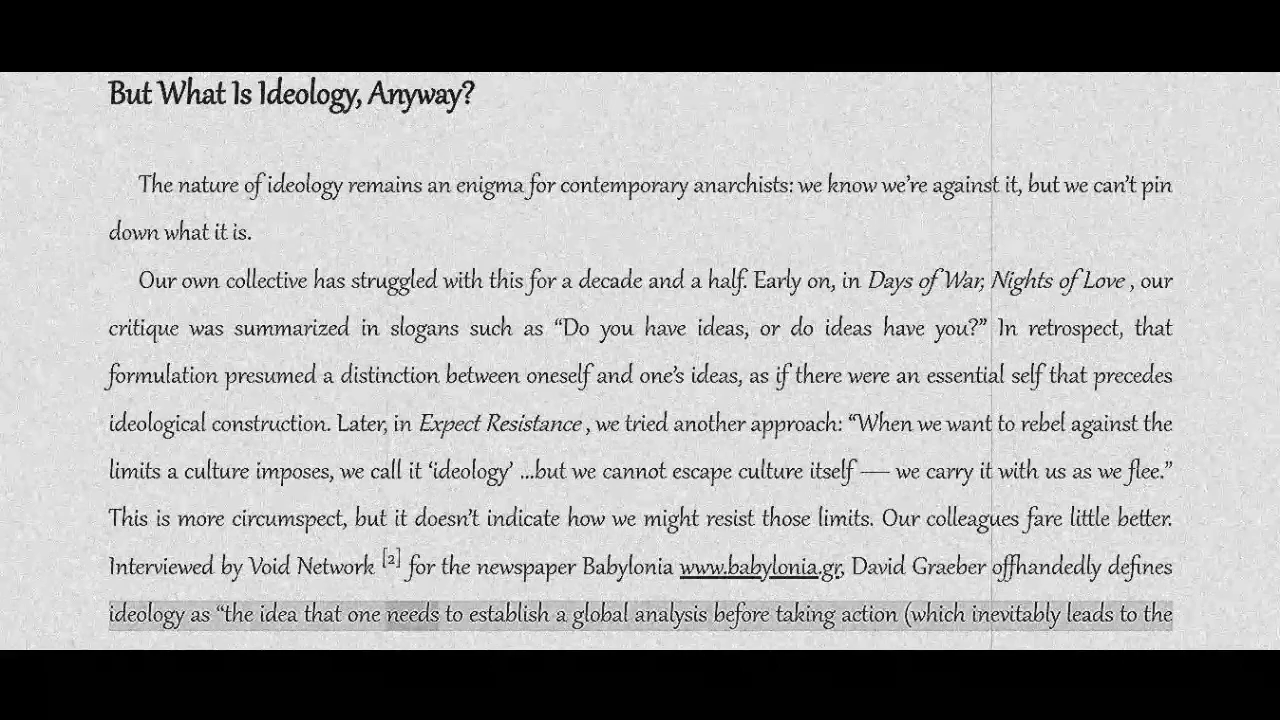 But What Is Ideology, Anyway?
The nature of ideology remains an enigma for contemporary anarchists: we know we're against it, but we can't pin
down what it is.
Our own collective has struggled with this for a decade and a half. Early on, in Days of War, Nights of Love , our
critique was summarized in slogans such as “Do you have ideas, or do ideas have you?” In retrospect, that
formulation presumed a distinction between oneself and one's ideas, as if there were an essential self that precedes
ideological construction. Later, in Expect Resistance , we tried another approach: “When we want to rebel against the
limits a culture imposes, we call it ‘ideology’ ...but we cannot escape culture itself — we carry it with us as we flee.”
This is more circumspect, but it doesn't indicate how we might resist those limits. Our colleagues fare little better.
Interviewed by Void Network [2] for the newspaper Babylonia www.babylonia.gr, David Graeber offhandedly defines
ideology as “the idea that one needs to establish a global analysis before taking action (which inevitably leads to the